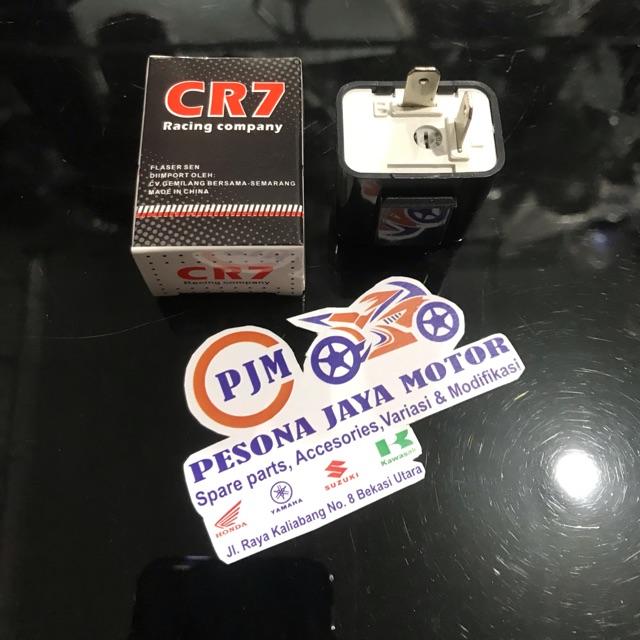 CR7
Racing company
FLASER SEN
DIIMPORT OLEH:
CV.GEMILANG BERSAMA-SEMARANG
MADE IN CHINA
CR7
Racing company
B
L
PJM
PESONA JAYA MOTOR
Spare parts, Accesories,Variasi & Modifikasi
HONDA
YAMAHA
SUZUKI
Kawasaki
Jl. Raya Kaliabang No. 8 Bekasi Utara